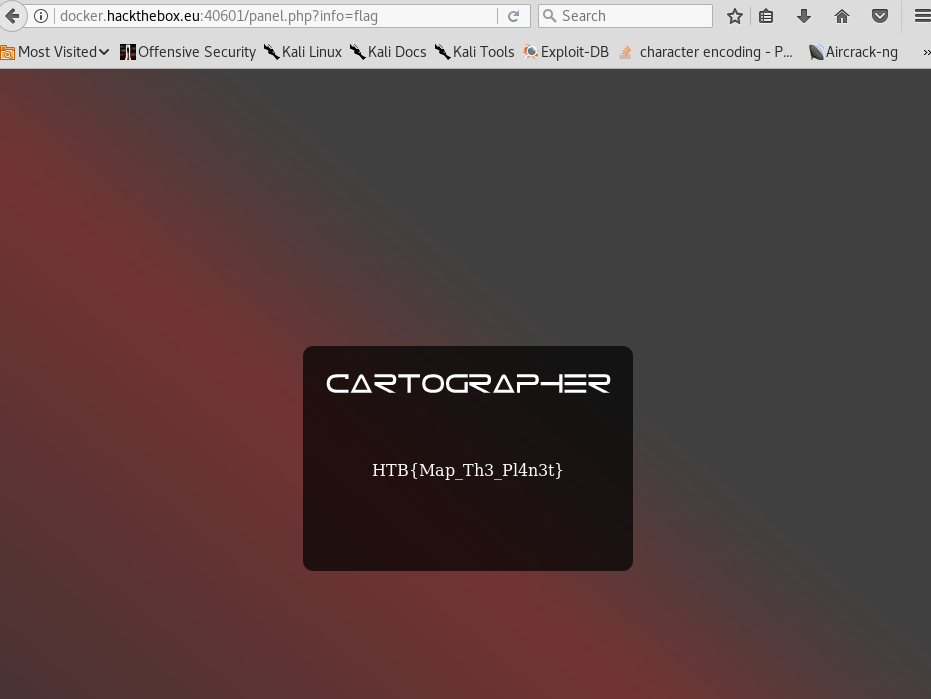 docker.hackthebox.eu:40601/panel.php?info=flag
Search
Most Visited Offensive Security Kali Linux Kali Docs Kali Tools Exploit-DB character encoding - P... Aircrack-ng »
CARTOGRAPHER
HTB{Map_Th3_Pl4n3t}